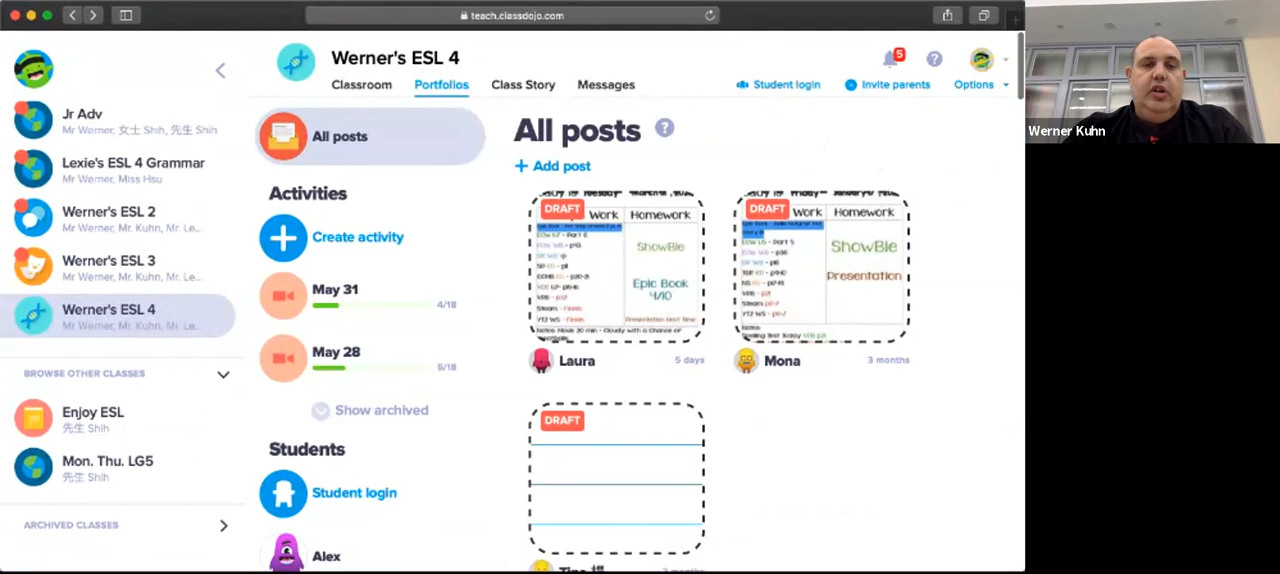 teach.classdojo.com
Werner's ESL 4
5
Classroom
Portfolios
Class Story
Messages
Student login
Invite parents
Options
Jr Adv
Mr Werner, 女士 Shih, 先生 Shih
Lexie's ESL 4 Grammar
Mr Werner, Miss Hsu
Werner's ESL 2
Mr. Werner, Mr. Kuhn, Mr. Le...
Werner's ESL 3
Mr. Werner, Mr. Kuhn, Mr. Le...
Werner's ESL 4
Mr. Werner, Mr. Kuhn, Mr. Le...
BROWSE OTHER CLASSES
Enjoy ESL
先生 Shih
Mon. Thu. LG5
先生 Shih
ARCHIVED CLASSES
All posts
Activities
Create activity
May 31
4/18
May 28
5/18
Show archived
Students
Student login
Alex
All posts
?
+ Add post
DRAFT
Work
Homework
ShowBie
Epic Book
4/10
Laura
5 days
DRAFT
Work
Homework
ShowBie
Presentation
Mona
3 months
DRAFT
Werner Kuhn